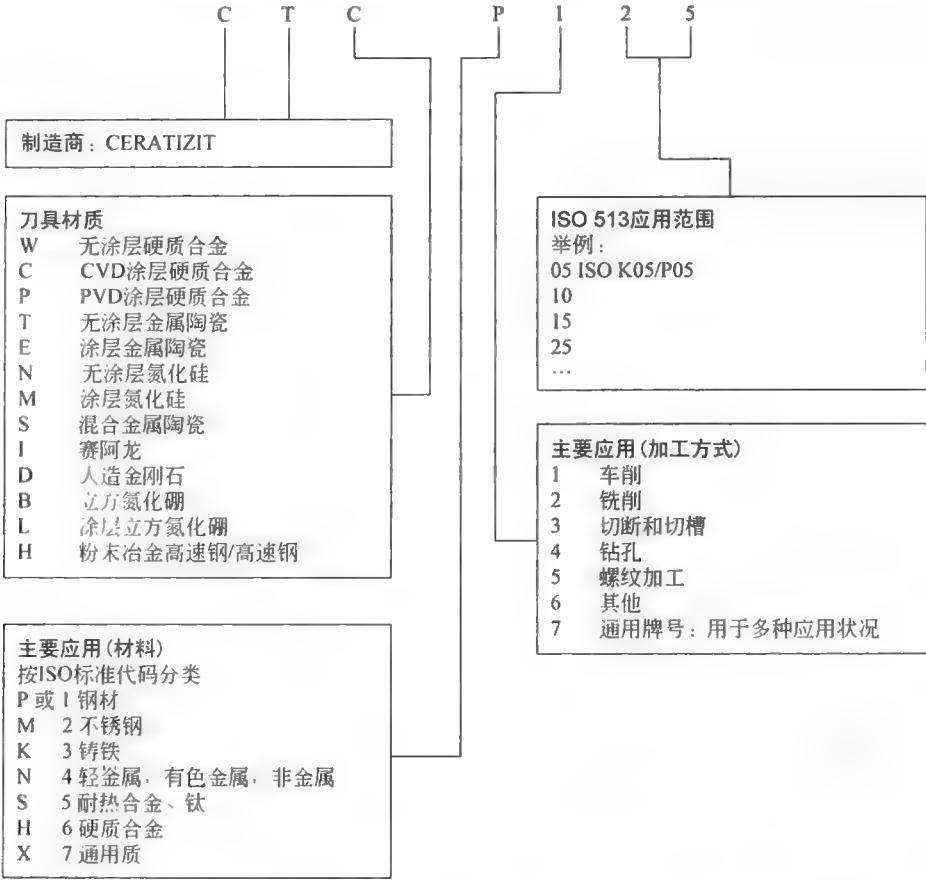 C T C P 1 2 5
制造商：CERATIZIT
刀具材质
W 无涂层硬质合金
C CVD涂层硬质合金
P PVD涂层硬质合金
T 无涂层金属陶瓷
E 涂层金属陶瓷
N 无涂层氮化硅
M 涂层氮化硅
S 混合金属陶瓷
I 赛阿龙
D 人造金刚石
B 立方氮化硼
L 涂层立方氮化硼
H 粉末冶金高速钢/高速钢
主要应用(材料)
按ISO标准代码分类
P 或 1 钢材
M 2 不锈钢
K 3 铸铁
N 4 轻金属，有色金属，非金属
S 5 耐热合金、钛
H 6 硬质合金
X 7 通用质
ISO 513应用范围
举例：
05 ISO K05/P05
10
15
25
…
主要应用(加工方式)
1 车削
2 铣削
3 切断和切槽
4 钻孔
5 螺纹加工
6 其他
7 通用牌号：用于多种应用状况